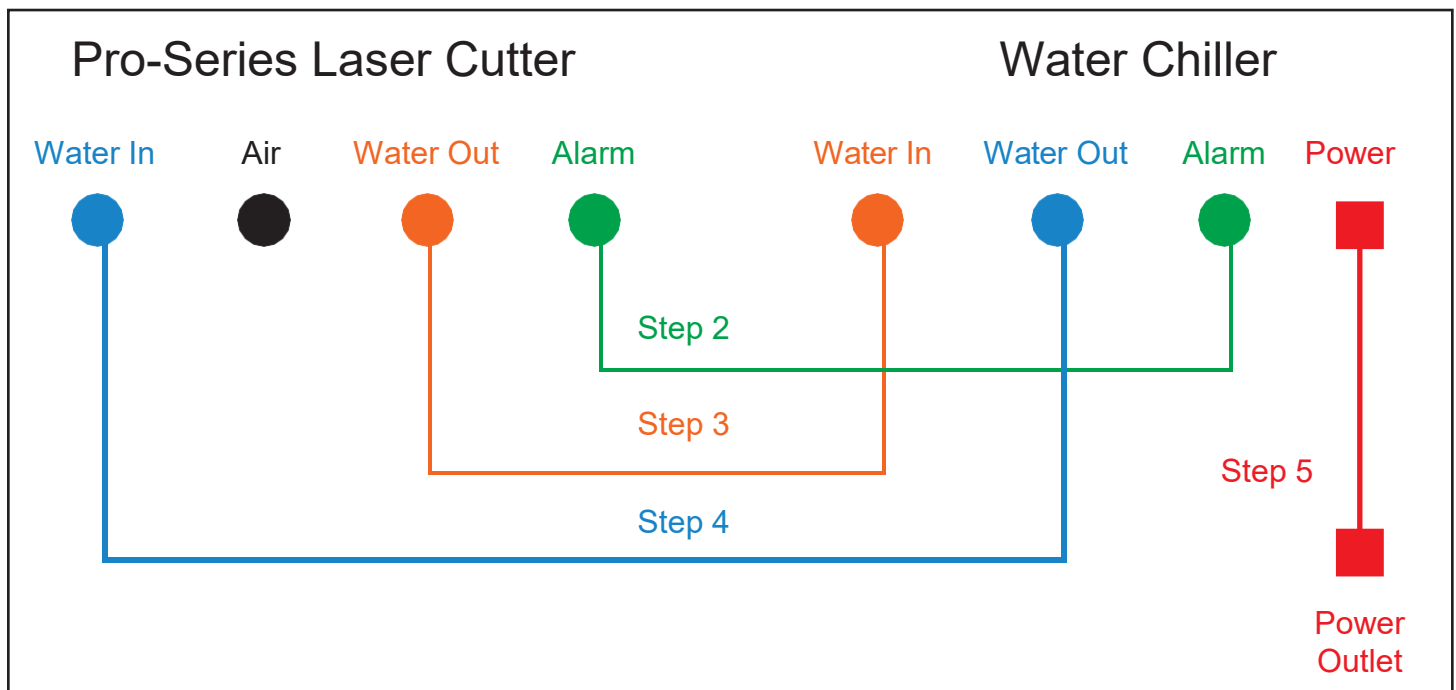 Pro-Series Laser Cutter
Water Chiller
Water In
Air
Water Out
Alarm
Water In
Water Out
Alarm
Power
Step 2
Step 3
Step 5
Step 4
Power
Outlet